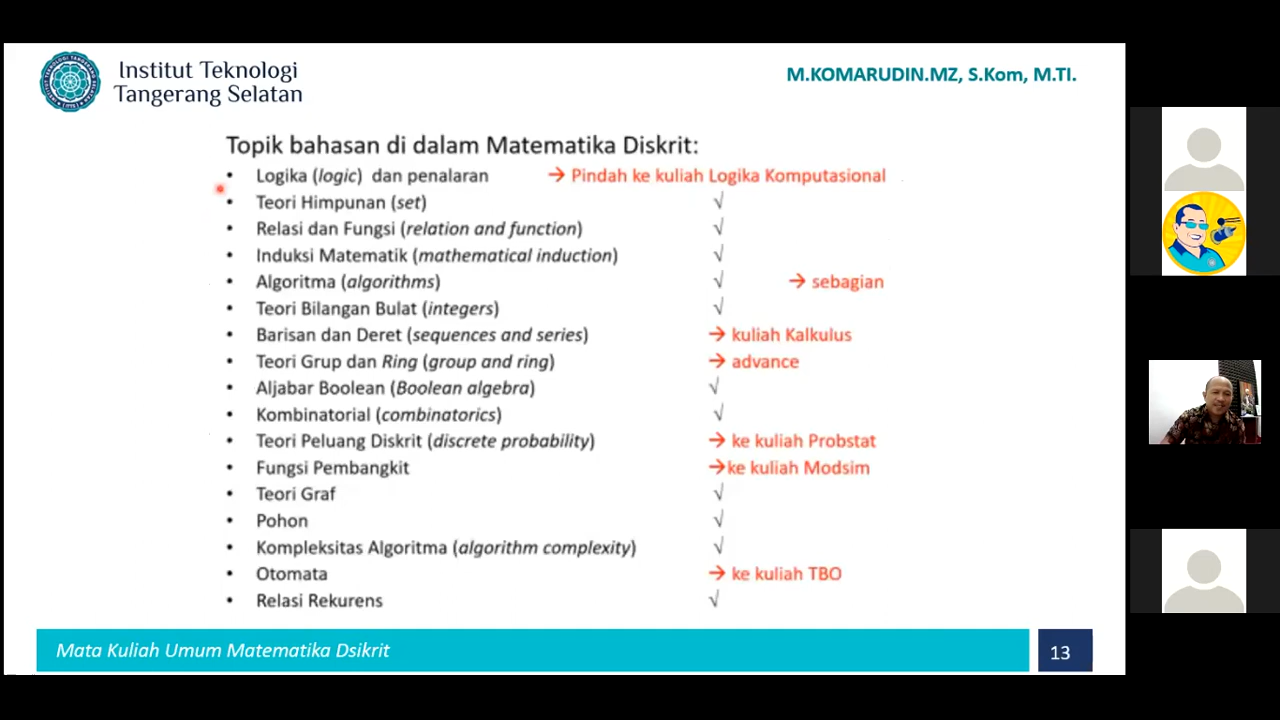 Institut Teknologi
Tangerang Selatan
M.KOMARUDIN.MZ, S.Kom, M.TI.
Topik bahasan di dalam Matematika Diskrit:
• Logika (logic) dan penalaran → Pindah ke kuliah Logika Komputasional
• Teori Himpunan (set) √
• Relasi dan Fungsi (relation and function) √
• Induksi Matematik (mathematical induction) √
• Algoritma (algorithms) √ → sebagian
• Teori Bilangan Bulat (integers) √
• Barisan dan Deret (sequences and series) → kuliah Kalkulus
• Teori Grup dan Ring (group and ring) → advance
• Aljabar Boolean (Boolean algebra) √
• Kombinatorial (combinatorics) √
• Teori Peluang Diskrit (discrete probability) → ke kuliah Probstat
• Fungsi Pembangkit →ke kuliah Modsim
• Teori Graf √
• Pohon √
• Kompleksitas Algoritma (algorithm complexity) √
• Otomata → ke kuliah TBO
• Relasi Rekurens √
Mata Kuliah Umum Matematika Dsikrit
13